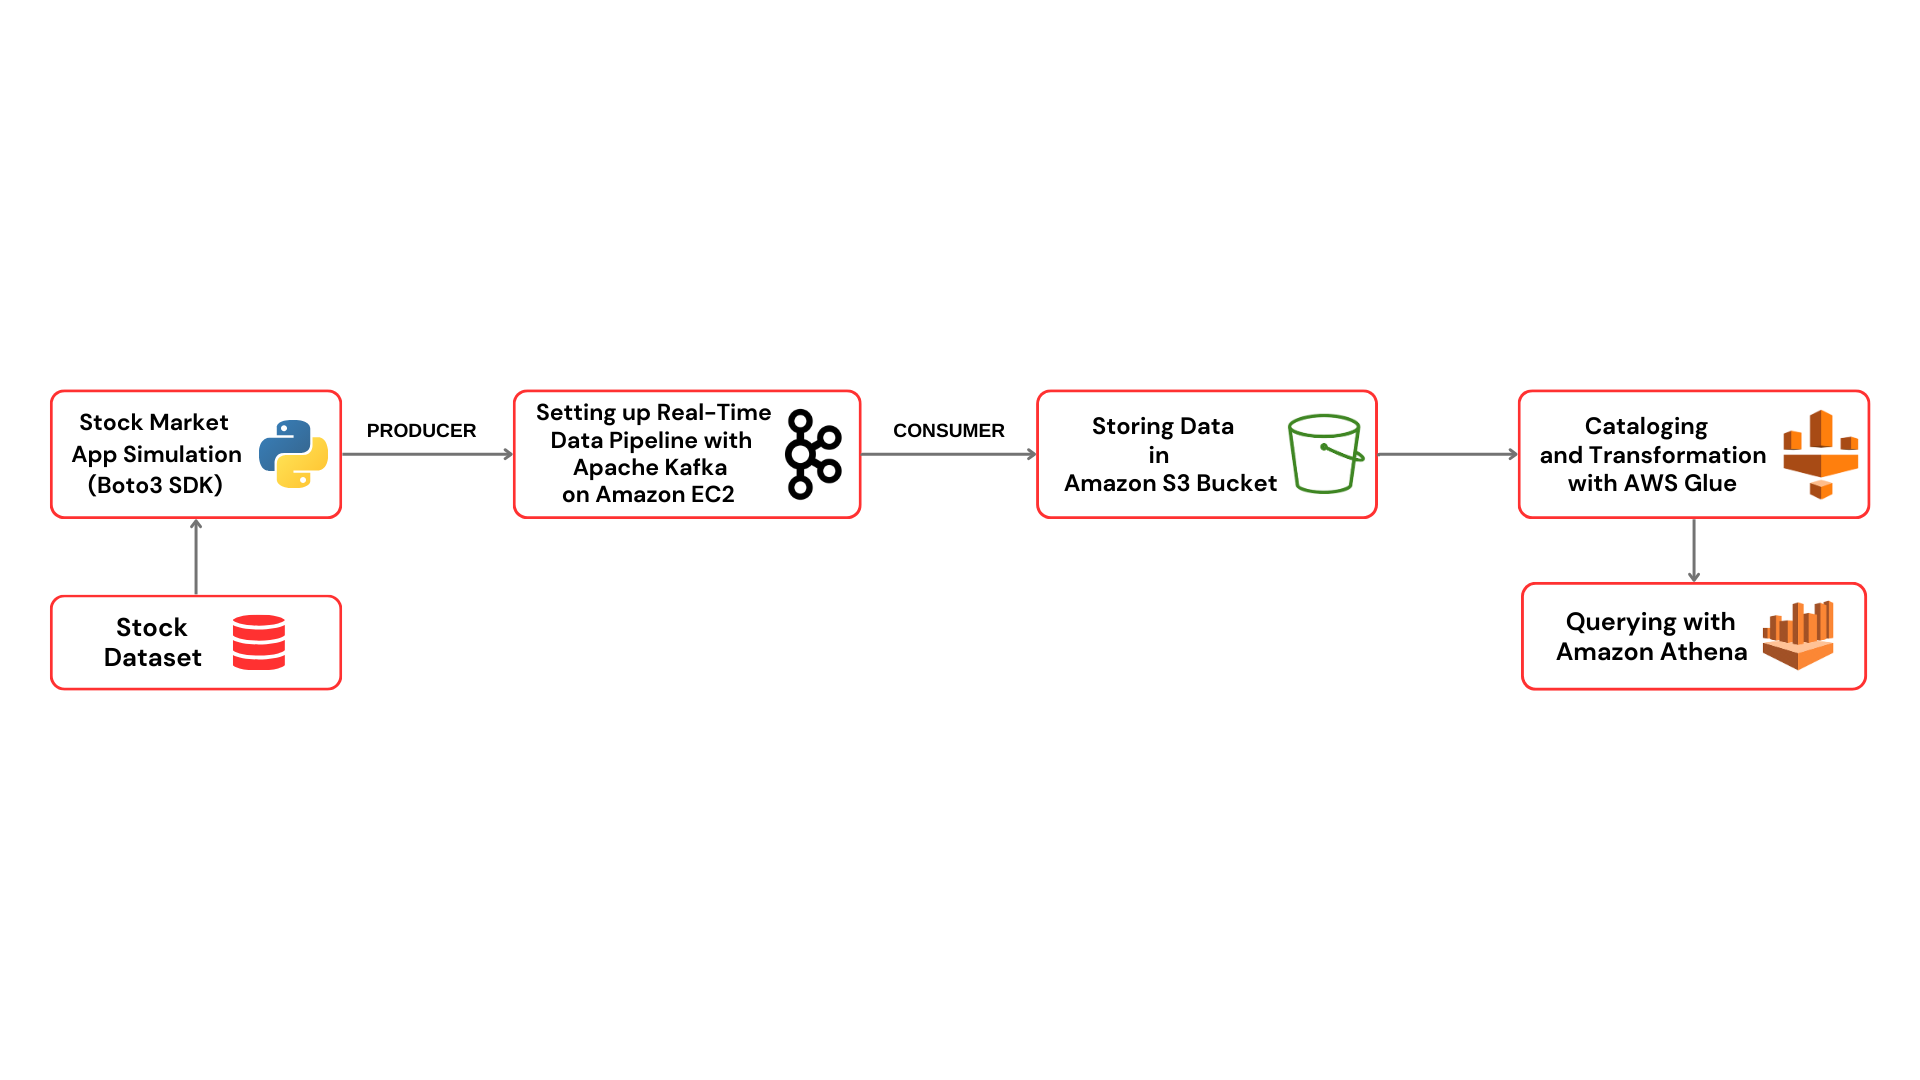 Stock Market
App Simulation
(Boto3 SDK)
PRODUCER
Setting up Real-Time
Data Pipeline with
Apache Kafka
on Amazon EC2
CONSUMER
Storing Data
in
Amazon S3 Bucket
Cataloging
and Transformation
with AWS Glue
Stock
Dataset
Querying with
Amazon Athena